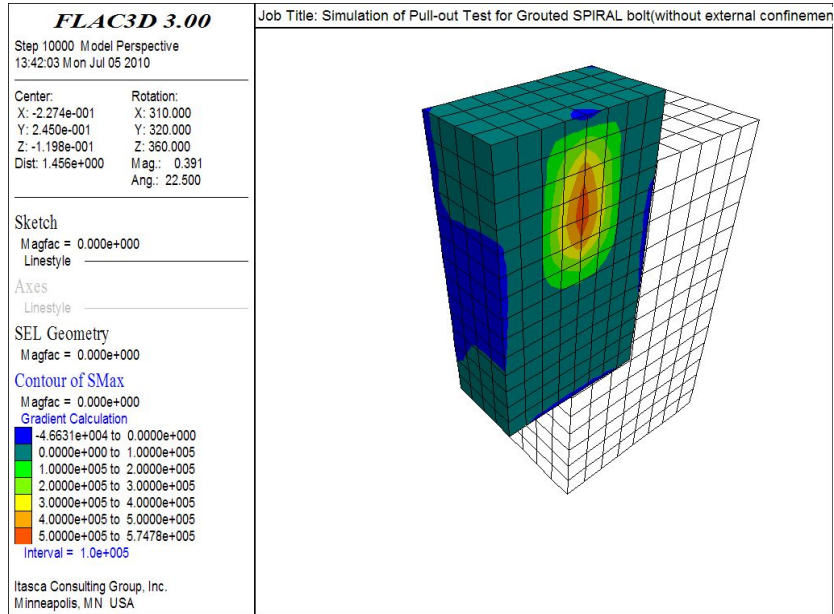 FLAC3D 3.00
Step 10000 Model Perspective
13:42:03 Mon Jul 05 2010
Center:
X: -2.274e-001
Y: 2.450e-001
Z: -1.198e-001
Dist: 1.456e+000
Rotation:
X: 310.000
Y: 320.000
Z: 360.000
Mag.: 0.391
Ang.: 22.500
Sketch
Magfac = 0.000e+000
Linestyle
Axes
Linestyle
SEL Geometry
Magfac = 0.000e+000
Contour of SMax
Magfac = 0.000e+000
Gradient Calculation
-4.6631e+004 to 0.0000e+000
0.0000e+000 to 1.0000e+005
1.0000e+005 to 2.0000e+005
2.0000e+005 to 3.0000e+005
3.0000e+005 to 4.0000e+005
4.0000e+005 to 5.0000e+005
5.0000e+005 to 5.7478e+005
Interval = 1.0e+005
Itasca Consulting Group, Inc.
Minneapolis, MN USA
Job Title: Simulation of Pull-out Test for Grouted SPIRAL bolt(without external confinemen